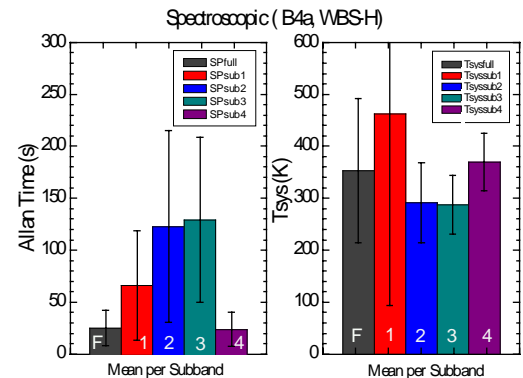 Spectroscopic ( B4a, WBS-H)
300
250
200
150
100
50
0
Allan Time (s)
SPfull
SPsub1
SPsub2
SPsub3
SPsub4
F 1 2 3 4
Mean per Subband
600
500
400
300
200
100
0
Tsys (K)
Tsysfull
Tsyssub1
Tsyssub2
Tsyssub3
Tsyssub4
F 1 2 3 4
Mean per Subband